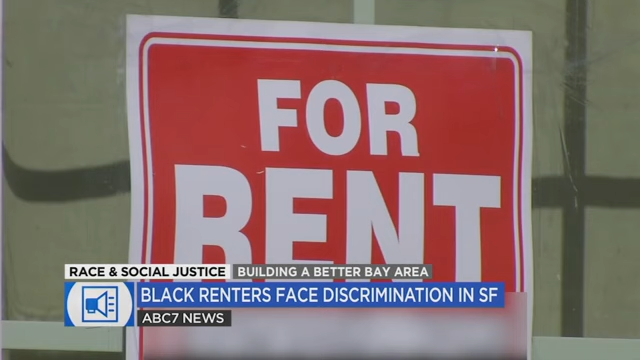 FOR
RENT
RACE & SOCIAL JUSTICE BUILDING A BETTER BAY AREA
BLACK RENTERS FACE DISCRIMINATION IN SF
ABC7 NEWS